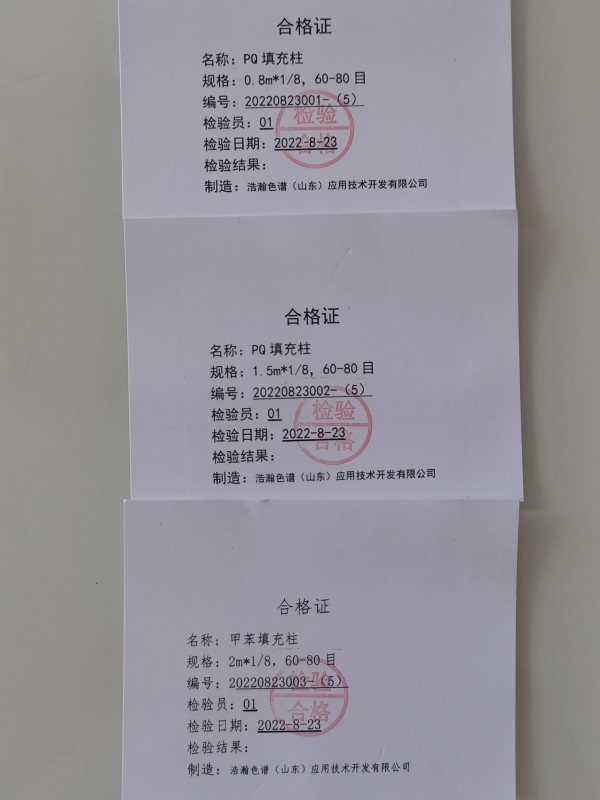 合格证
名称：PQ 填充柱
规格：0.8m*1/8，60-80 目
编号：20220823001-（5）
检验员：01
检验日期：2022-8-23
检验结果：
制造：浩瀚色谱（山东）应用技术开发有限公司
检验
合格
合格证
名称：PQ 填充柱
规格：1.5m*1/8，60-80 目
编号：20220823002-（5）
检验员：01
检验日期：2022-8-23
检验结果：
制造：浩瀚色谱（山东）应用技术开发有限公司
检验
合格
合格证
名称：甲苯填充柱
规格：2m*1/8，60-80 目
编号：20220823003-（5）
检验员：01
检验日期：2022-8-23
检验结果：
制造：浩瀚色谱（山东）应用技术开发有限公司
检验
合格